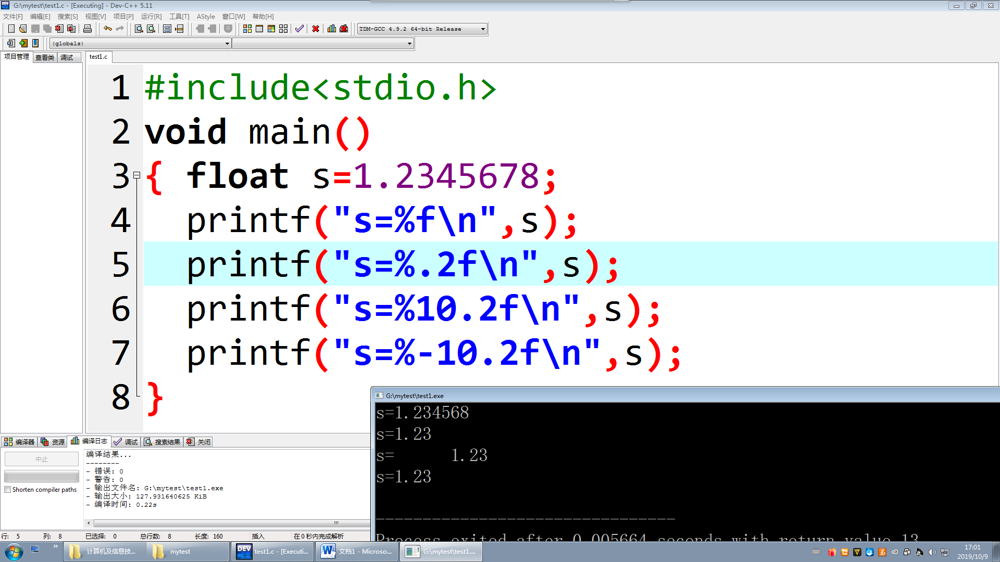 G:\mytest\test1.c - [Executing] - Dev-C++ 5.11
文件[F] 编辑[E] 搜索[S] 视图[V] 项目[P] 运行[R] 工具[T] AStyle 窗口[W] 帮助[H]
TDM-GCC 4.9.2 64-bit Release
(globals)
项目管理 查看类 调试 test1.c
1 #include<stdio.h>
2 void main()
3 { float s=1.2345678;
4 printf("s=%f\n",s);
5 printf("s=%.2f\n",s);
6 printf("s=%10.2f\n",s);
7 printf("s=%-10.2f\n",s);
8 }
G:\mytest\test1.exe
s=1.234568
s=1.23
s=      1.23
s=1.23
--------------------------------
Process exited after 0.005664 seconds with return value 13
编译器 资源 编译日志 调试 搜索结果 关闭
中止
Shorten compiler paths
编译结果...
--------
- 错误: 0
- 警告: 0
- 输出文件名: G:\mytest\test1.exe
- 输出大小: 127.931640625 KiB
- 编译时间: 0.22s
行: 5 列: 8 已选择: 0 总行数: 8 长度: 160 插入 在 0 秒内完成解析
计算机及信息技... mytest test1.c - [Executi... 文档1 - Microso... G:\mytest\test1....
17:01
2019/10/9